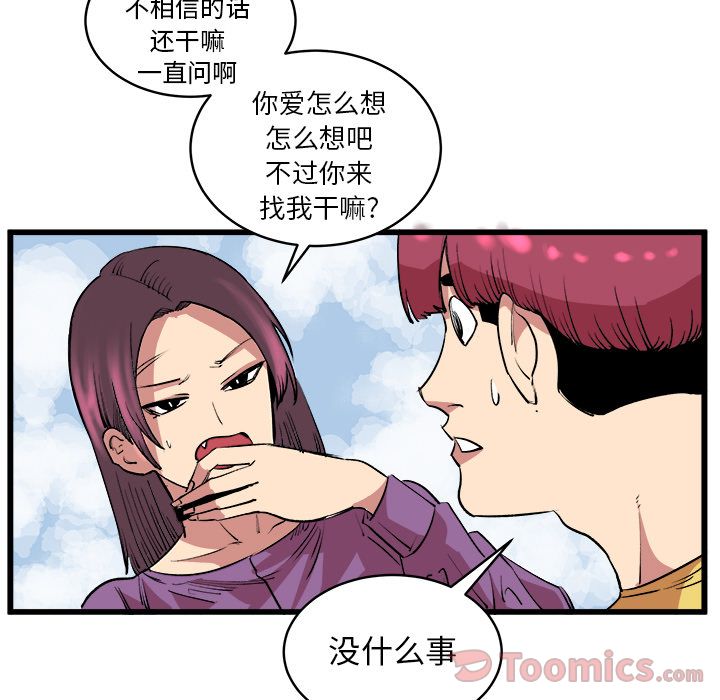 不相信的话
还干嘛
一直问啊
你爱怎么想
怎么想吧
不过你来
找我干嘛?
没什么事
Toomics.com